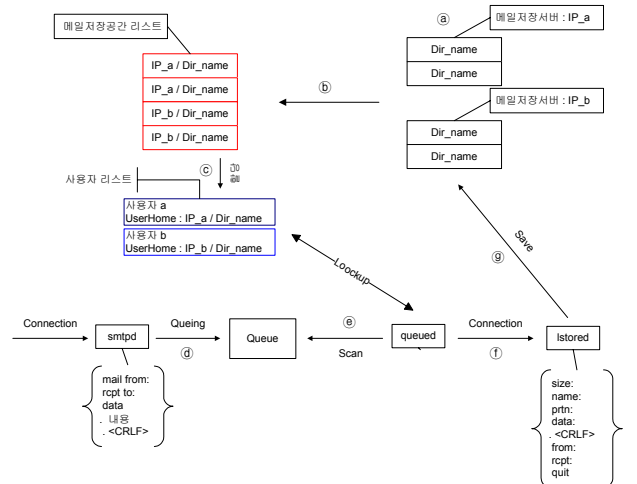 메일저장공간 리스트
ⓐ
메일저장서버 : IP_a
Dir_name
Dir_name
IP_a / Dir_name
IP_a / Dir_name
IP_b / Dir_name
IP_b / Dir_name
ⓑ
메일저장서버 : IP_b
Dir_name
Dir_name
ⓒ
사용자 리스트
사용자 a
UserHome : IP_a / Dir_name
사용자 b
UserHome : IP_b / Dir_name
Loockup
Save
ⓖ
Connection
smtpd
Queing
ⓓ
Queue
ⓔ
Scan
queued
Connection
ⓕ
lstored
mail from:
rcpt to:
data
. 내용
. <CRLF>
size:
name:
prtn:
data:
. <CRLF>
from:
rcpt:
quit